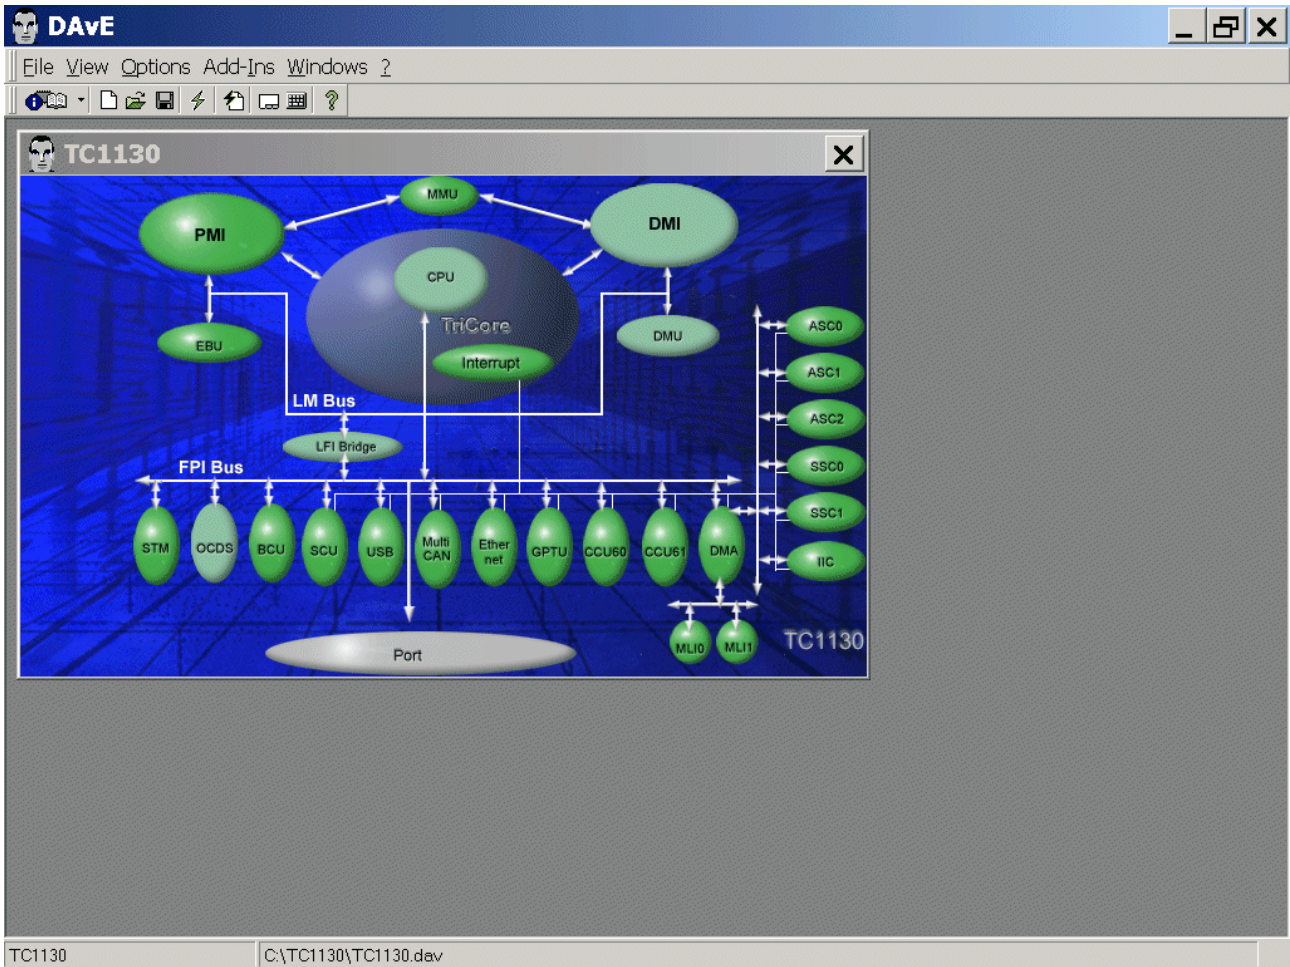 DAvE
File View Options Add-Ins Windows ?
TC1130
MMU
PMI
DMI
CPU
TriCore
ASC0
EBU
DMU
Interrupt
ASC1
LM Bus
ASC2
LFI Bridge
FPI Bus
SSC0
SSC1
STM
OCDS
BCU
SCU
USB
Multi
CAN
Ether
net
GPTU
CCU60
CCU61
DMA
IIC
MLI0
MLI1
TC1130
Port
TC1130
C:\TC1130\TC1130.dav